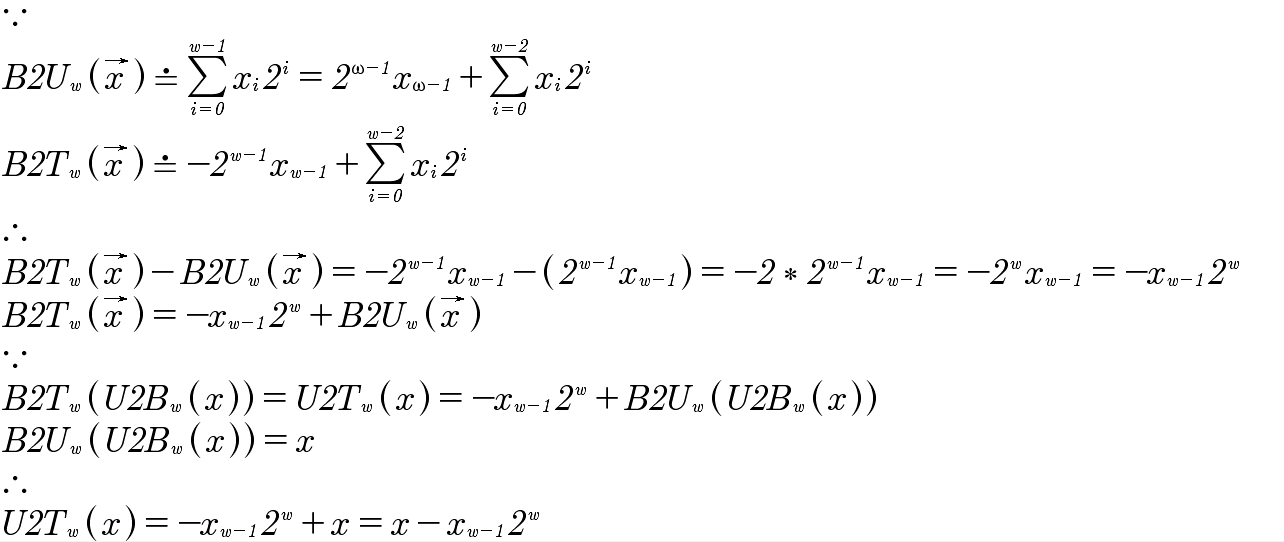 ∵
B2U_w(x⃗) ≐ ∑_{i=0}^{w−1} x_i 2^i = 2^{ω−1} x_{ω−1} + ∑_{i=0}^{w−2} x_i 2^i
B2T_w(x⃗) ≐ −2^{w−1} x_{w−1} + ∑_{i=0}^{w−2} x_i 2^i
∴
B2T_w(x⃗) − B2U_w(x⃗) = −2^{w−1} x_{w−1} − (2^{w−1} x_{w−1}) = −2 * 2^{w−1} x_{w−1} = −2^w x_{w−1} = −x_{w−1} 2^w
B2T_w(x⃗) = −x_{w−1} 2^w + B2U_w(x⃗)
∵
B2T_w(U2B_w(x)) = U2T_w(x) = −x_{w−1} 2^w + B2U_w(U2B_w(x))
B2U_w(U2B_w(x)) = x
∴
U2T_w(x) = −x_{w−1} 2^w + x = x − x_{w−1} 2^w